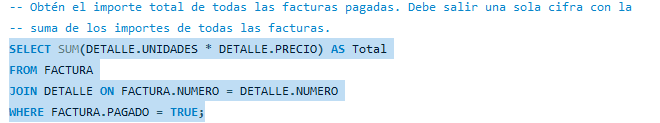 -- Obtén el importe total de todas las facturas pagadas. Debe salir una sola cifra con la
-- suma de los importes de todas las facturas.
SELECT SUM(DETALLE.UNIDADES * DETALLE.PRECIO) AS Total
FROM FACTURA
JOIN DETALLE ON FACTURA.NUMERO = DETALLE.NUMERO
WHERE FACTURA.PAGADO = TRUE;